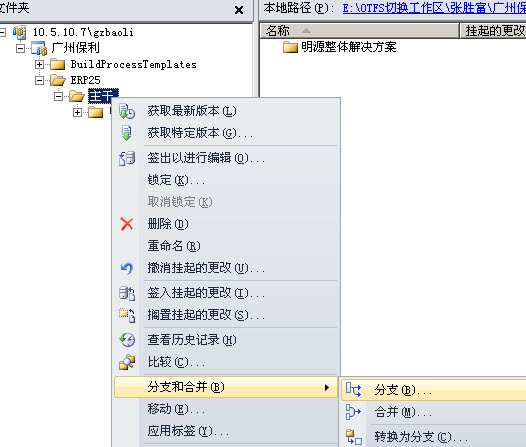 文件夹
本地路径(P): E:\OTFS切换工作区\张胜富\广州保
10.5.10.7\gzbaoli
广州保利
BuildProcessTemplates
ERP25
主干
名称
挂起的更改
明源整体解决方案
获取最新版本(L)
获取特定版本(G)...
签出以进行编辑(O)...
锁定(K)...
取消锁定(K)
删除(D)
重命名(R)
撤消挂起的更改(U)...
签入挂起的更改(I)...
搁置挂起的更改(S)...
查看历史记录(H)
比较(C)...
分支和合并(B)
移动(E)...
应用标签(Y)...
分支(B)...
合并(M)...
转换为分支(C)...